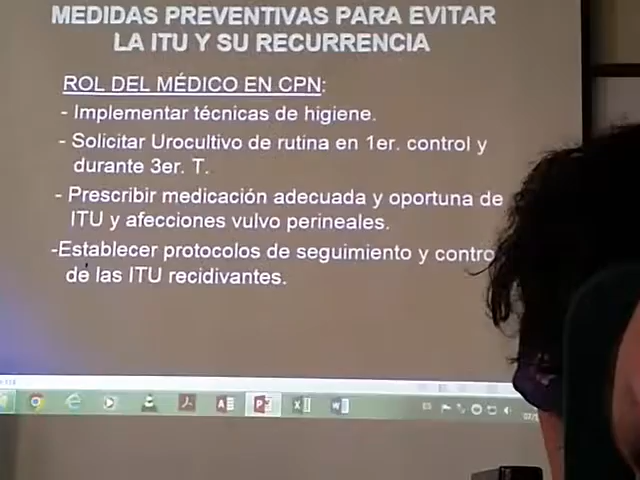 MEDIDAS PREVENTIVAS PARA EVITAR
LA ITU Y SU RECURRENCIA
ROL DEL MÉDICO EN CPN:
- Implementar técnicas de higiene.
- Solicitar Urocultivo de rutina en 1er. control y
durante 3er. T.
- Prescribir medicación adecuada y oportuna de
ITU y afecciones vulvo perineales.
-Establecer protocolos de seguimiento y contro
de las ITU recidivantes.
ES